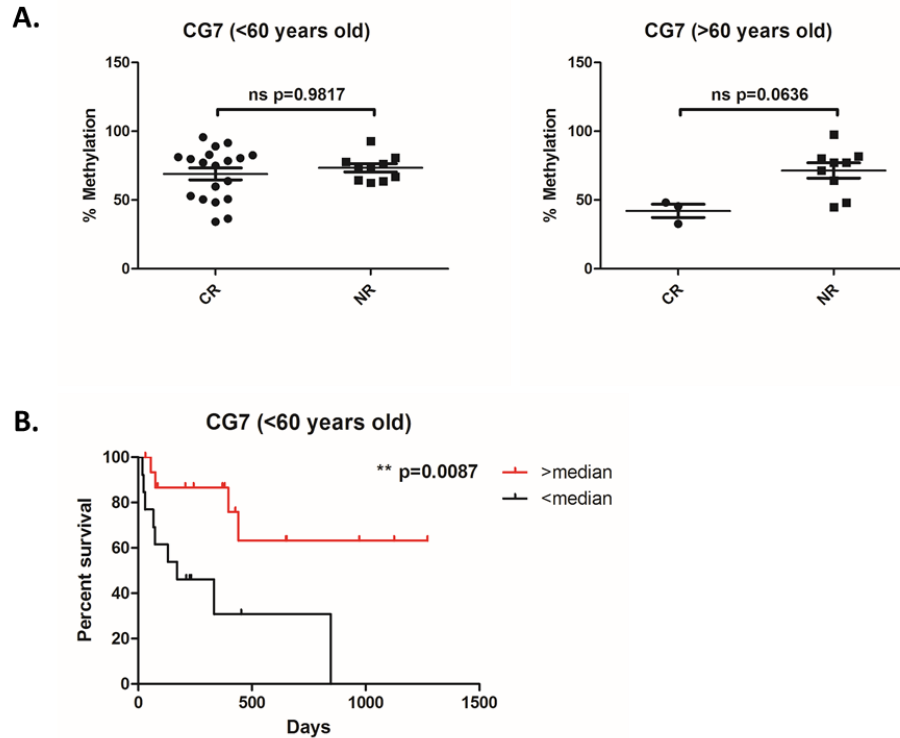 A.
CG7 (<60 years old)
150
100
50
0
% Methylation
ns p=0.9817
CR
NR
CG7 (>60 years old)
150
100
50
0
% Methylation
ns p=0.0636
CR
NR
B.
CG7 (<60 years old)
100
80
60
40
20
0
Percent survival
** p=0.0087
>median
<median
0
500
1000
1500
Days